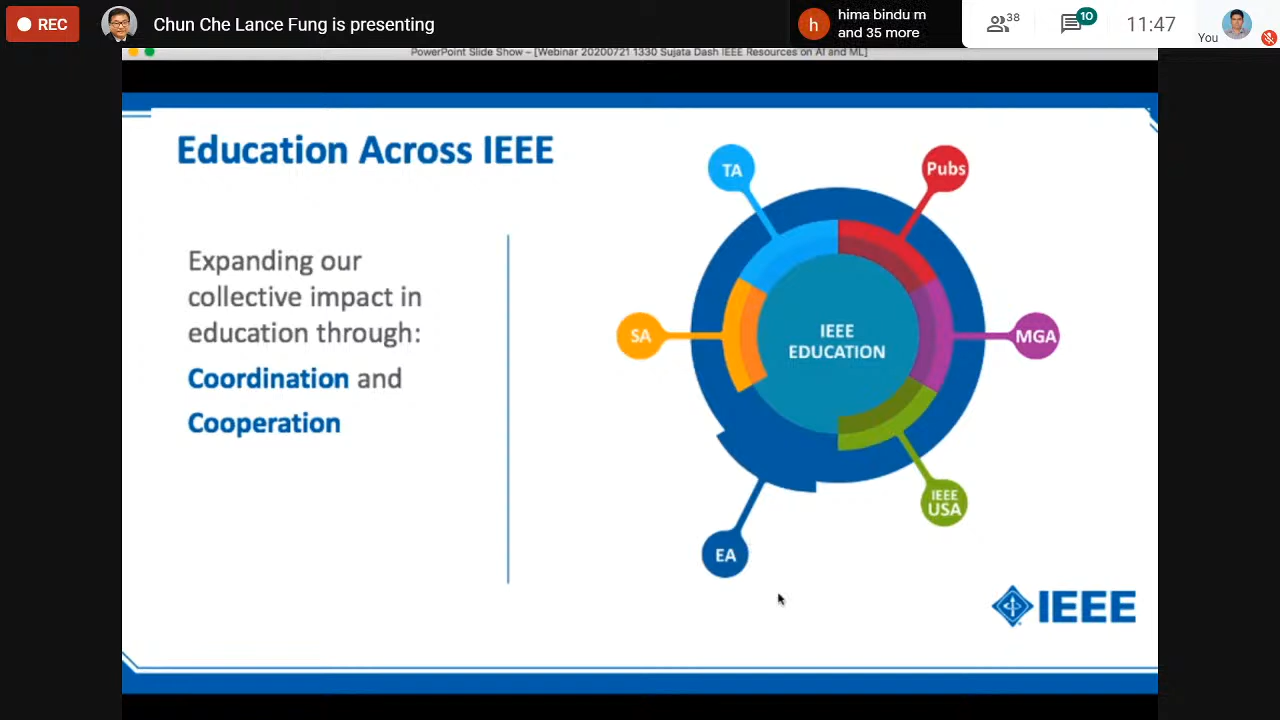 REC
Chun Che Lance Fung is presenting
h
hima bindu m
and 35 more
38
10
11:47
You
PowerPoint Slide Show – [Webinar 20200721 1330 Sujata Dash IEEE Resources on AI and ML]
Education Across IEEE
Expanding our
collective impact in
education through:
Coordination and
Cooperation
TA
Pubs
SA
IEEE
EDUCATION
MGA
IEEE
USA
EA
IEEE